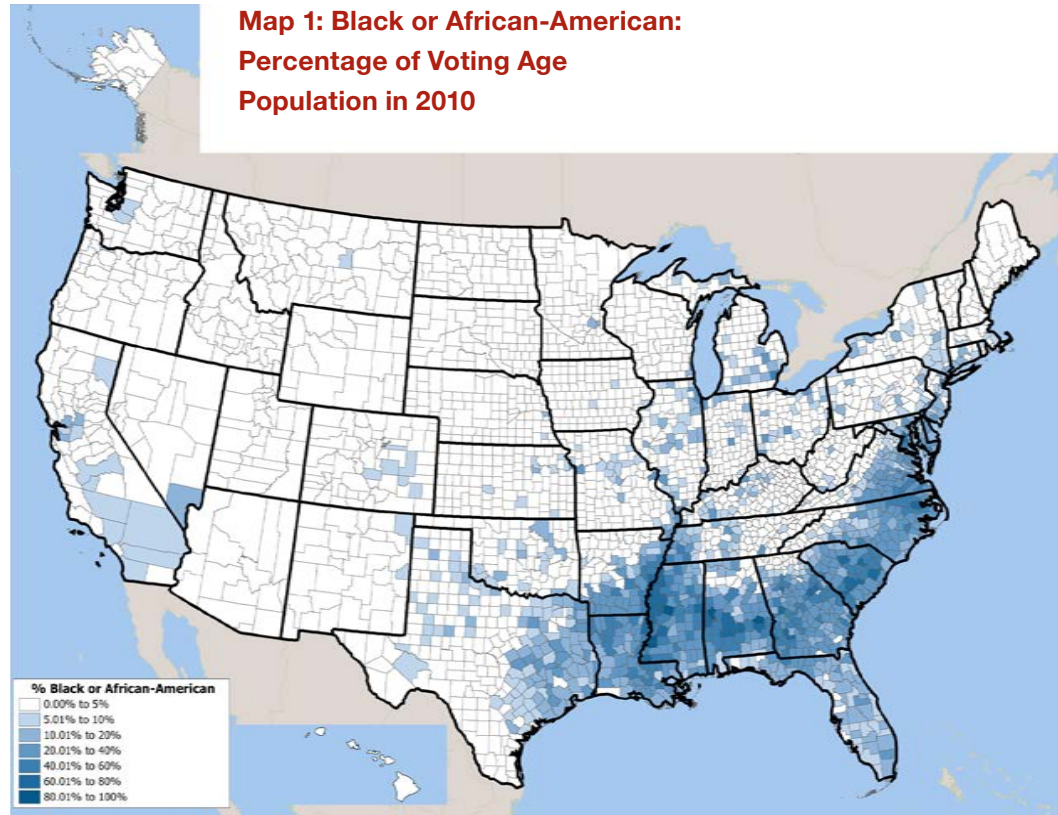 Map 1: Black or African-American:
Percentage of Voting Age
Population in 2010
% Black or African-American
0.00% to 5%
5.01% to 10%
10.01% to 20%
20.01% to 40%
40.01% to 60%
60.01% to 80%
80.01% to 100%